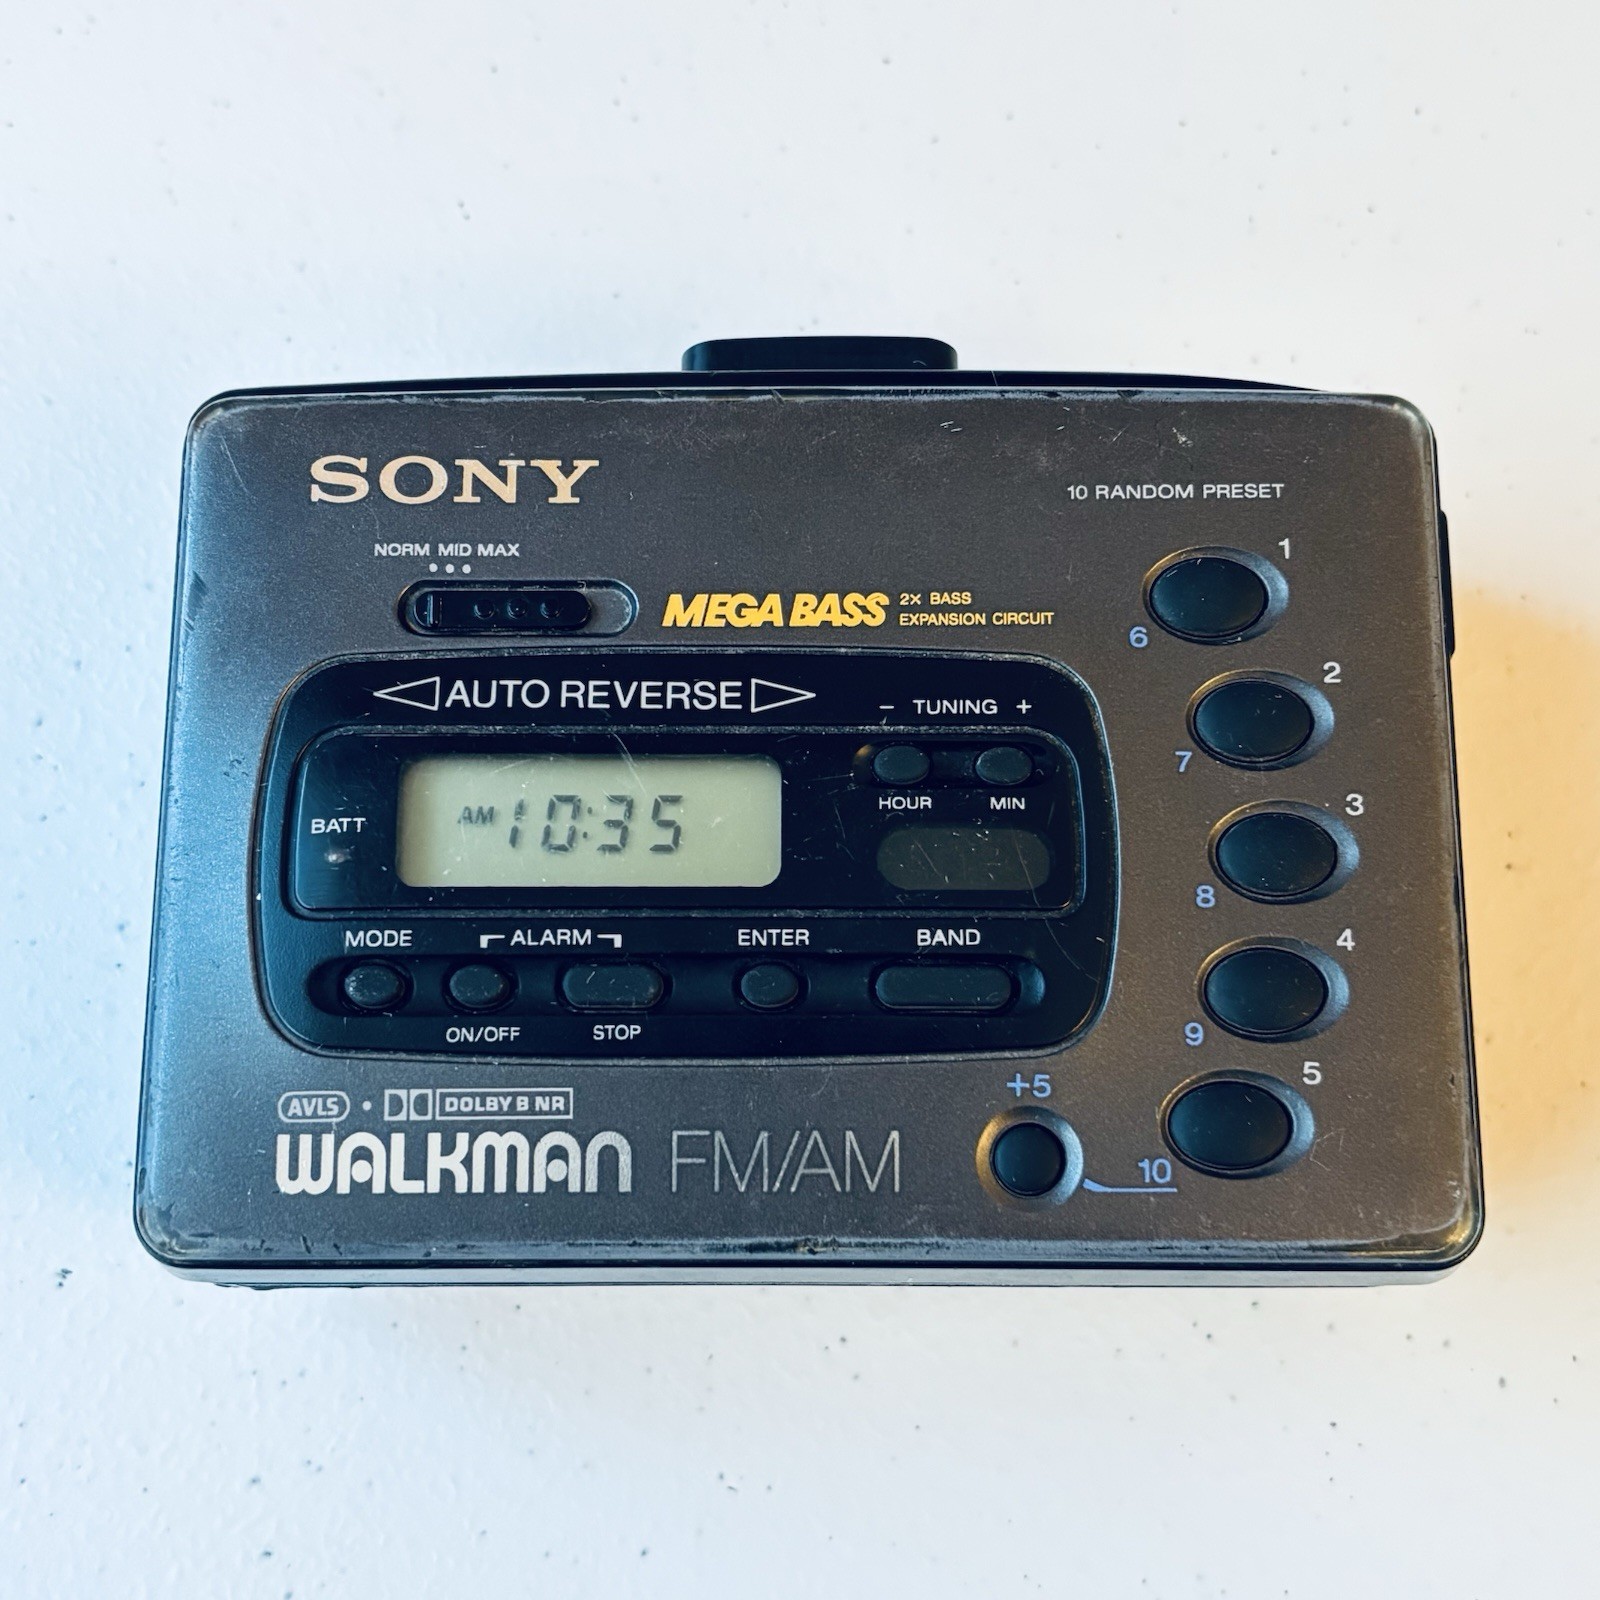 SONY
10 RANDOM PRESET
NORM MID MAX
MEGA BASS 2X BASS
EXPANSION CIRCUIT
1
6
◁ AUTO REVERSE ▷
− TUNING +
2
7
HOUR MIN
BATT
AM 10:35
3
8
MODE ALARM ENTER BAND
4
9
ON/OFF STOP
AVLS • DOLBY B NR
+5
5
WALKMAN FM/AM
10